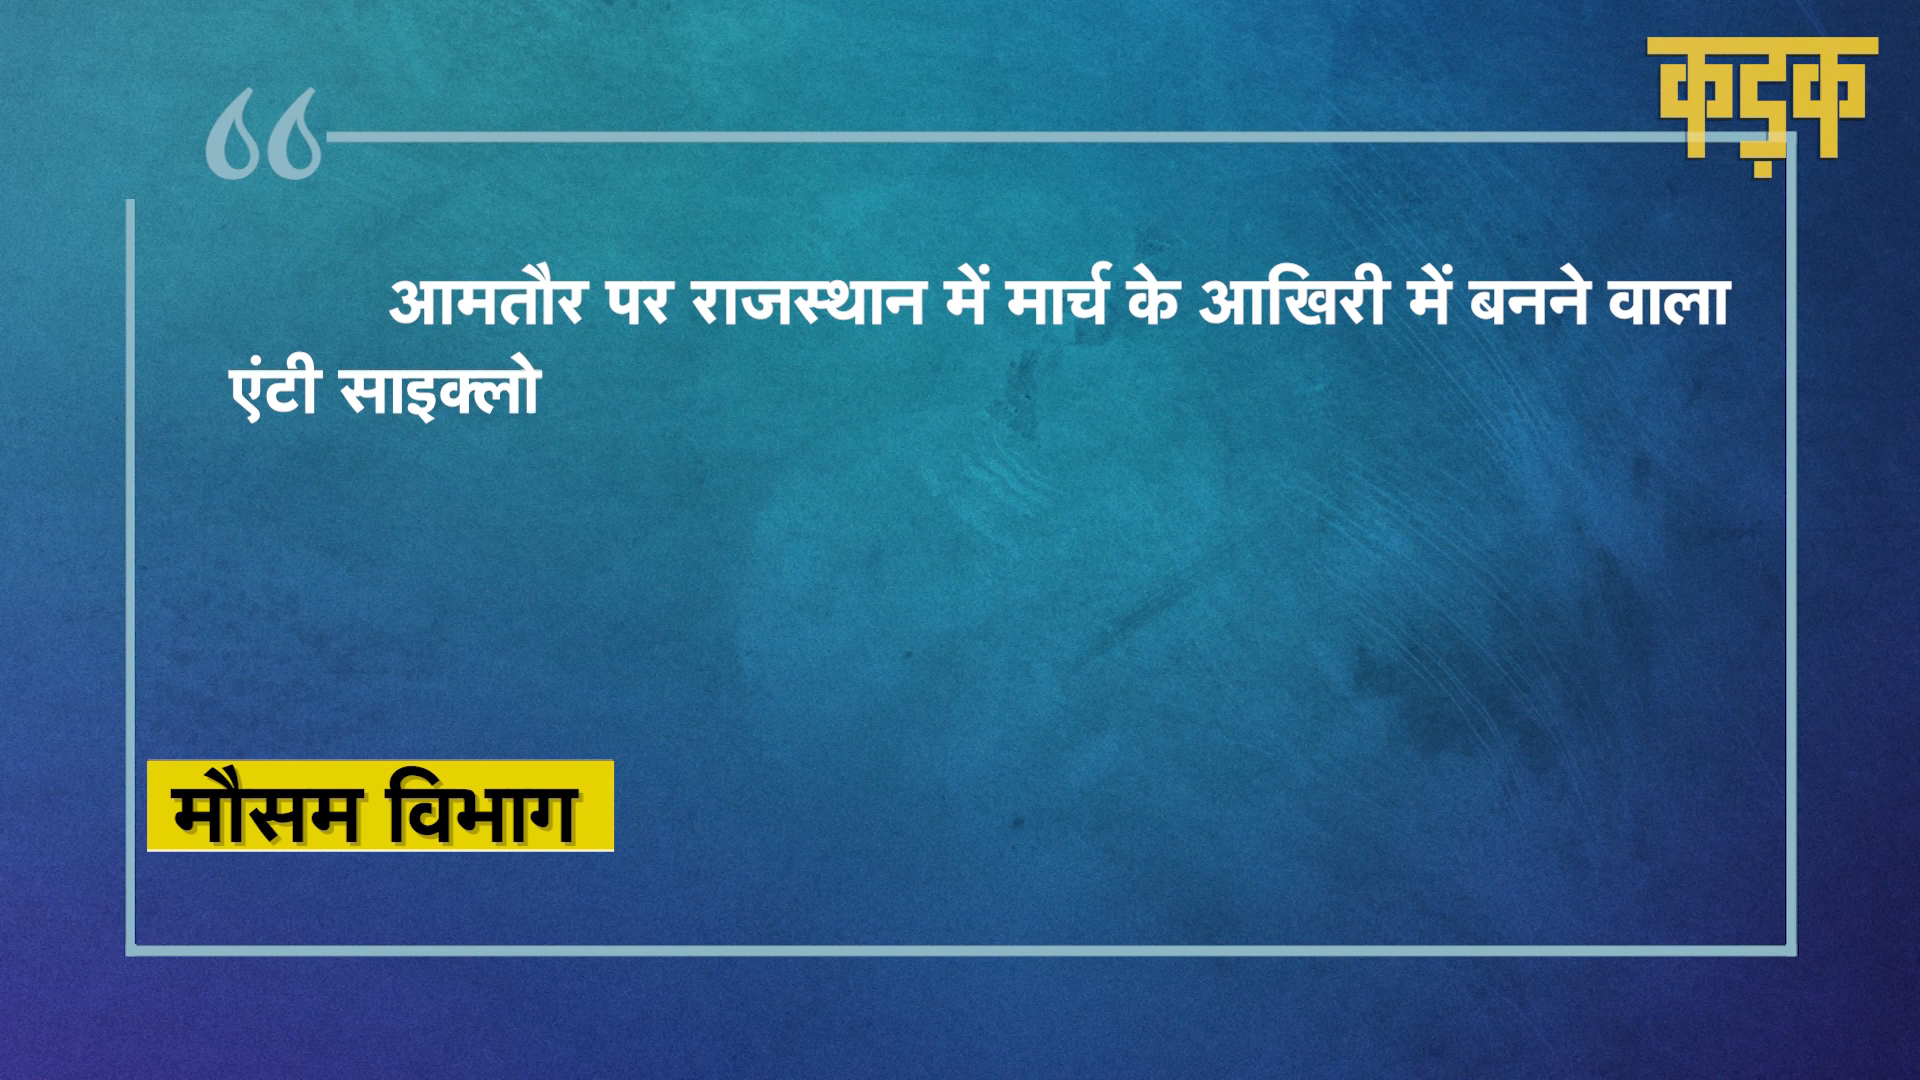 कड़क
आमतौर पर राजस्थान में मार्च के आखिरी में बनने वाला
एंटी साइक्लो
मौसम विभाग